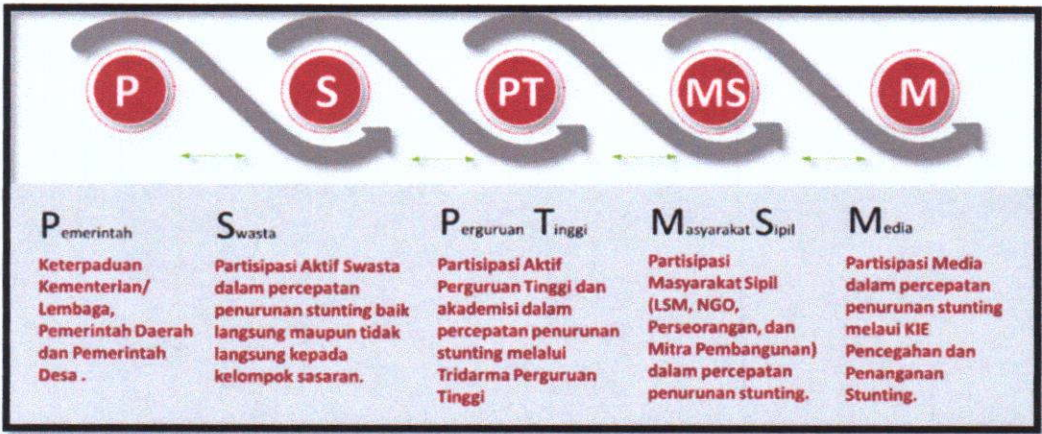 P
S
PT
MS
M
Pemerintah
Keterpaduan
Kementerian/
Lembaga,
Pemerintah Daerah
dan Pemerintah
Desa .
Swasta
Partisipasi Aktif Swasta
dalam percepatan
penurunan stunting baik
langsung maupun tidak
langsung kepada
kelompok sasaran.
Perguruan Tinggi
Partisipasi Aktif
Perguruan Tinggi dan
akademisi dalam
percepatan penurunan
stunting melalui
Tridarma Perguruan
Tinggi
Masyarakat Sipil
Partisipasi
Masyarakat Sipil
(LSM, NGO,
Perseorangan, dan
Mitra Pembangunan)
dalam percepatan
penurunan stunting.
Media
Partisipasi Media
dalam percepatan
penurunan stunting
melaui KIE
Pencegahan dan
Penanganan
Stunting.